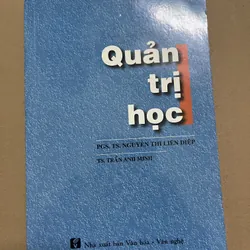 Quản
trị
học
PGS. TS. NGUYỄN THỊ LIÊN DIỆP
TS. TRẦN ANH MINH
Nhà xuất bản Văn hóa - Văn nghệ